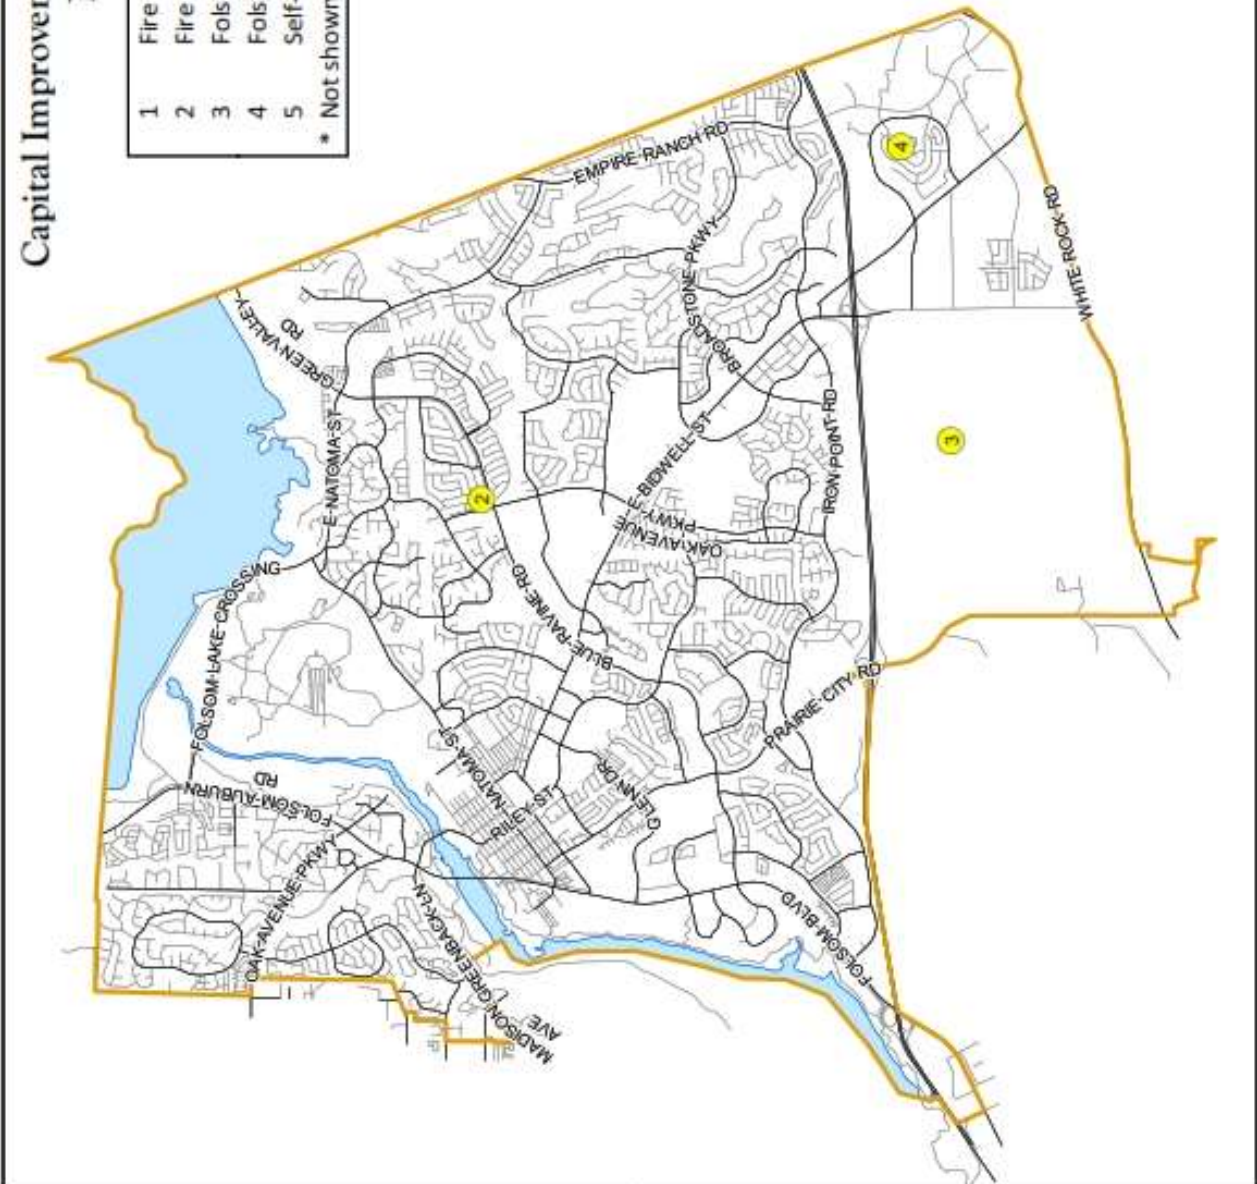 Capital Improver
1 Fire
2 Fire
3 Fols
4 Fols
5 Self-
* Not shown
GREEN VALLEY
RD
E NATOMA ST
EMPIRE RANCH RD
FOLSOM LAKE CROSSING
BROADSTONE PKWY
E BIDWELL ST
OAK AVENUE
PKWY
IRON POINT RD
WHITE ROCK RD
BLUE RAVINE RD
PRAIRIE CITY RD
FOLSOM-AUBURN
RD
OAK AVENUE PKWY
NATOMA ST
RILEY ST
GLENN DR
GREENBACK LN
MADISON
AVE
FOLSOM BLVD
2
3
4